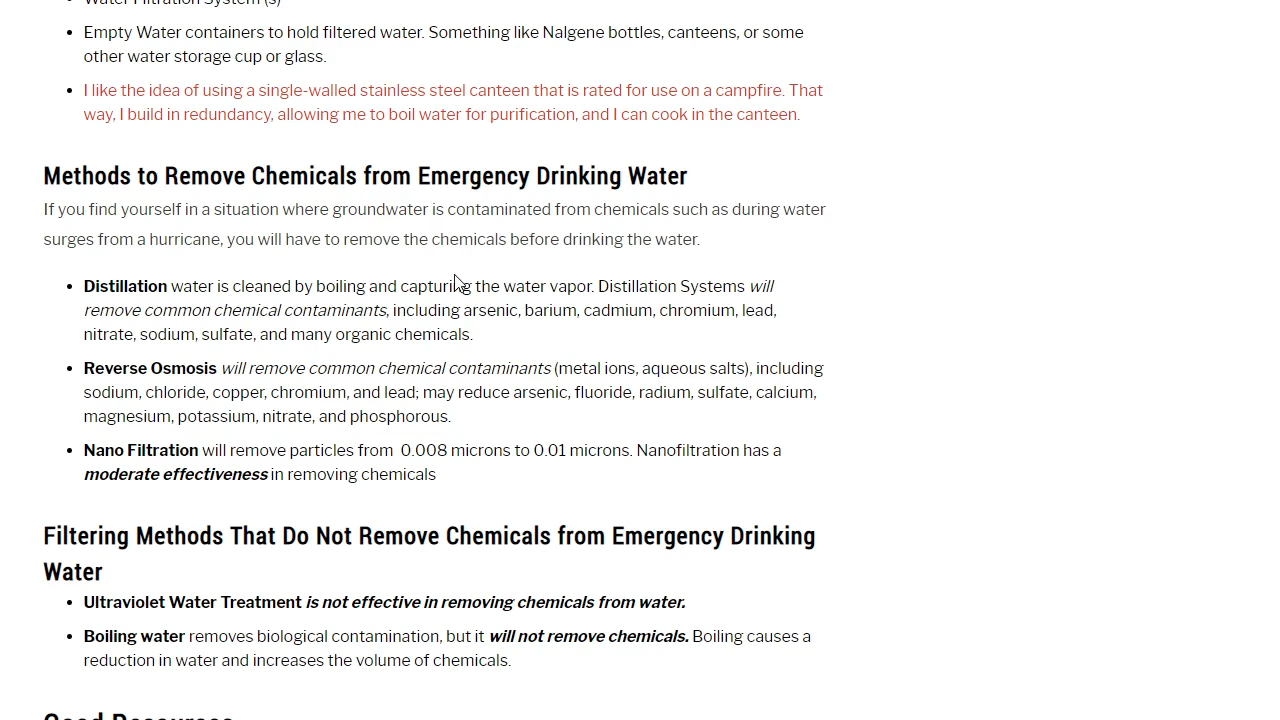 Water Filtration System (s)
Empty Water containers to hold filtered water. Something like Nalgene bottles, canteens, or some
other water storage cup or glass.
I like the idea of using a single-walled stainless steel canteen that is rated for use on a campfire. That
way, I build in redundancy, allowing me to boil water for purification, and I can cook in the canteen.
Methods to Remove Chemicals from Emergency Drinking Water
If you find yourself in a situation where groundwater is contaminated from chemicals such as during water
surges from a hurricane, you will have to remove the chemicals before drinking the water.
Distillation water is cleaned by boiling and capturing the water vapor. Distillation Systems will
remove common chemical contaminants, including arsenic, barium, cadmium, chromium, lead,
nitrate, sodium, sulfate, and many organic chemicals.
Reverse Osmosis will remove common chemical contaminants (metal ions, aqueous salts), including
sodium, chloride, copper, chromium, and lead; may reduce arsenic, fluoride, radium, sulfate, calcium,
magnesium, potassium, nitrate, and phosphorous.
Nano Filtration will remove particles from 0.008 microns to 0.01 microns. Nanofiltration has a
moderate effectiveness in removing chemicals
Filtering Methods That Do Not Remove Chemicals from Emergency Drinking
Water
Ultraviolet Water Treatment is not effective in removing chemicals from water.
Boiling water removes biological contamination, but it will not remove chemicals. Boiling causes a
reduction in water and increases the volume of chemicals.
Good Resources